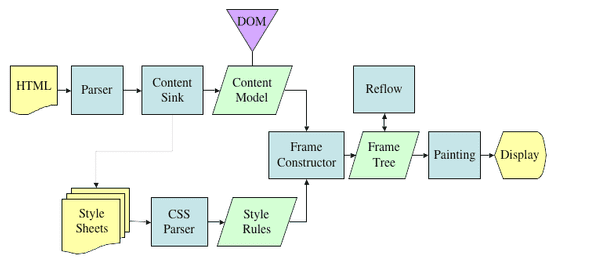 DOM
HTML
Parser
Content
Sink
Content
Model
Reflow
Frame
Constructor
Frame
Tree
Painting
Display
Style
Sheets
CSS
Parser
Style
Rules